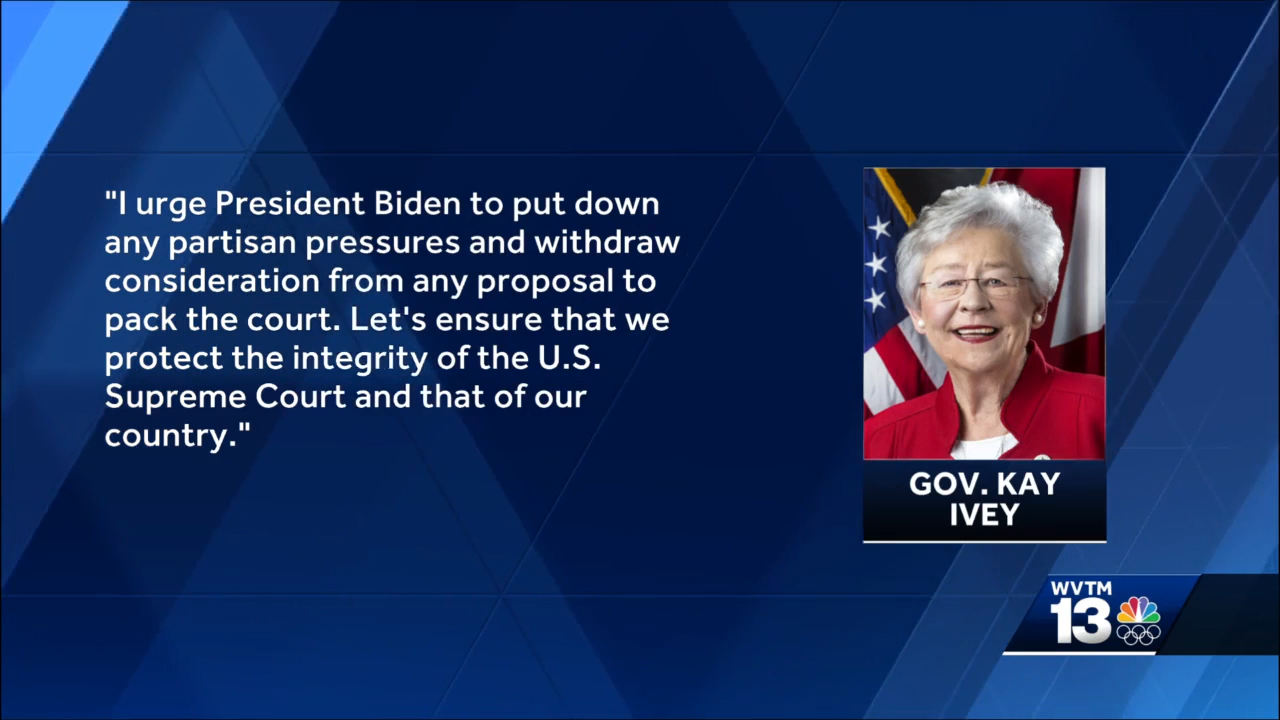 "I urge President Biden to put down
any partisan pressures and withdraw
consideration from any proposal to
pack the court. Let's ensure that we
protect the integrity of the U.S.
Supreme Court and that of our
country."
GOV. KAY
IVEY
WVTM
13